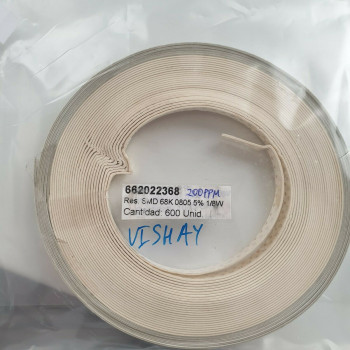 662022368 200PPM
Res. SMD 68K 0805 5% 1/8W
Cantidad: 600 Unid.
VISHAY